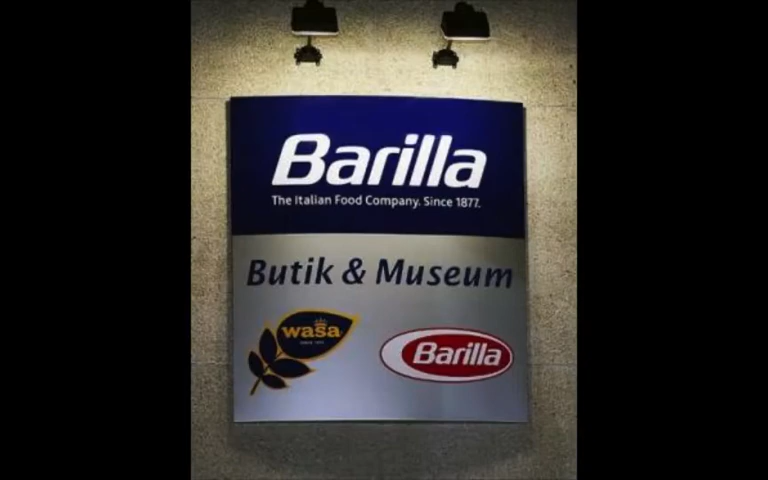 Barilla
The Italian Food Company. Since 1877.
Butik & Museum
wasa
Barilla